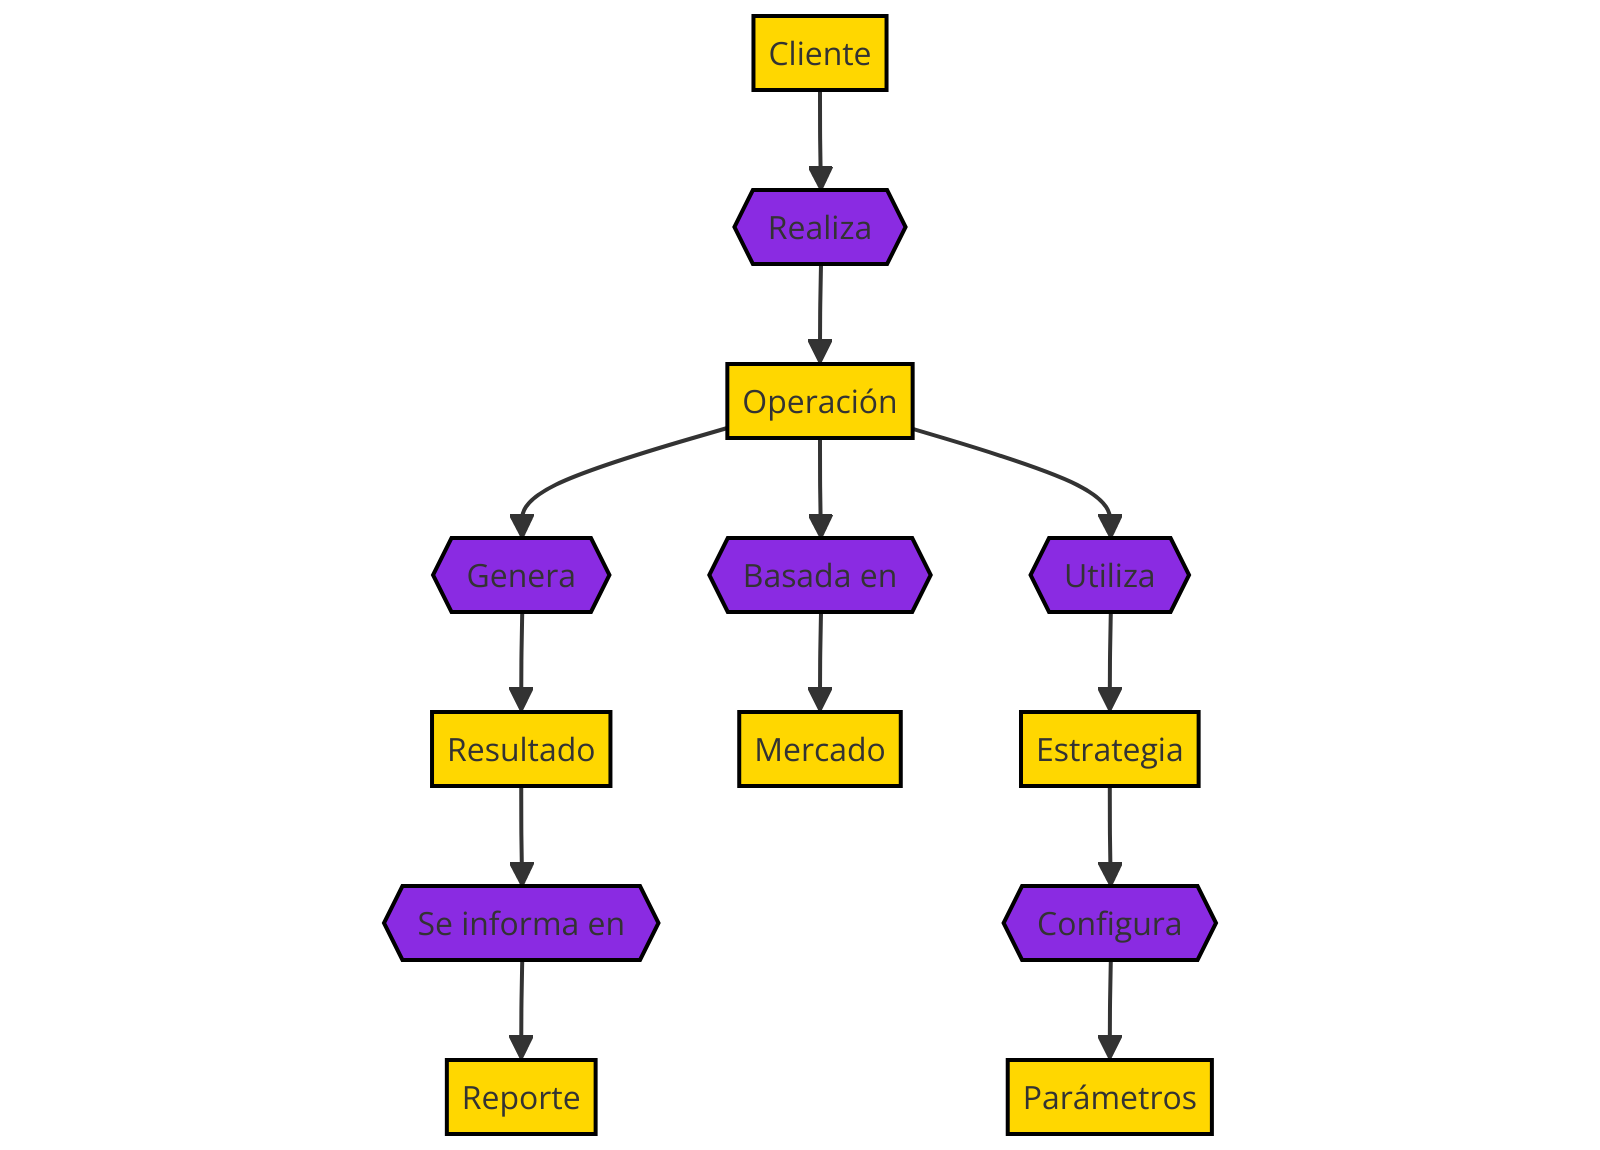 Cliente
Realiza
Operación
Genera
Basada en
Utiliza
Resultado
Mercado
Estrategia
Se informa en
Configura
Reporte
Parámetros